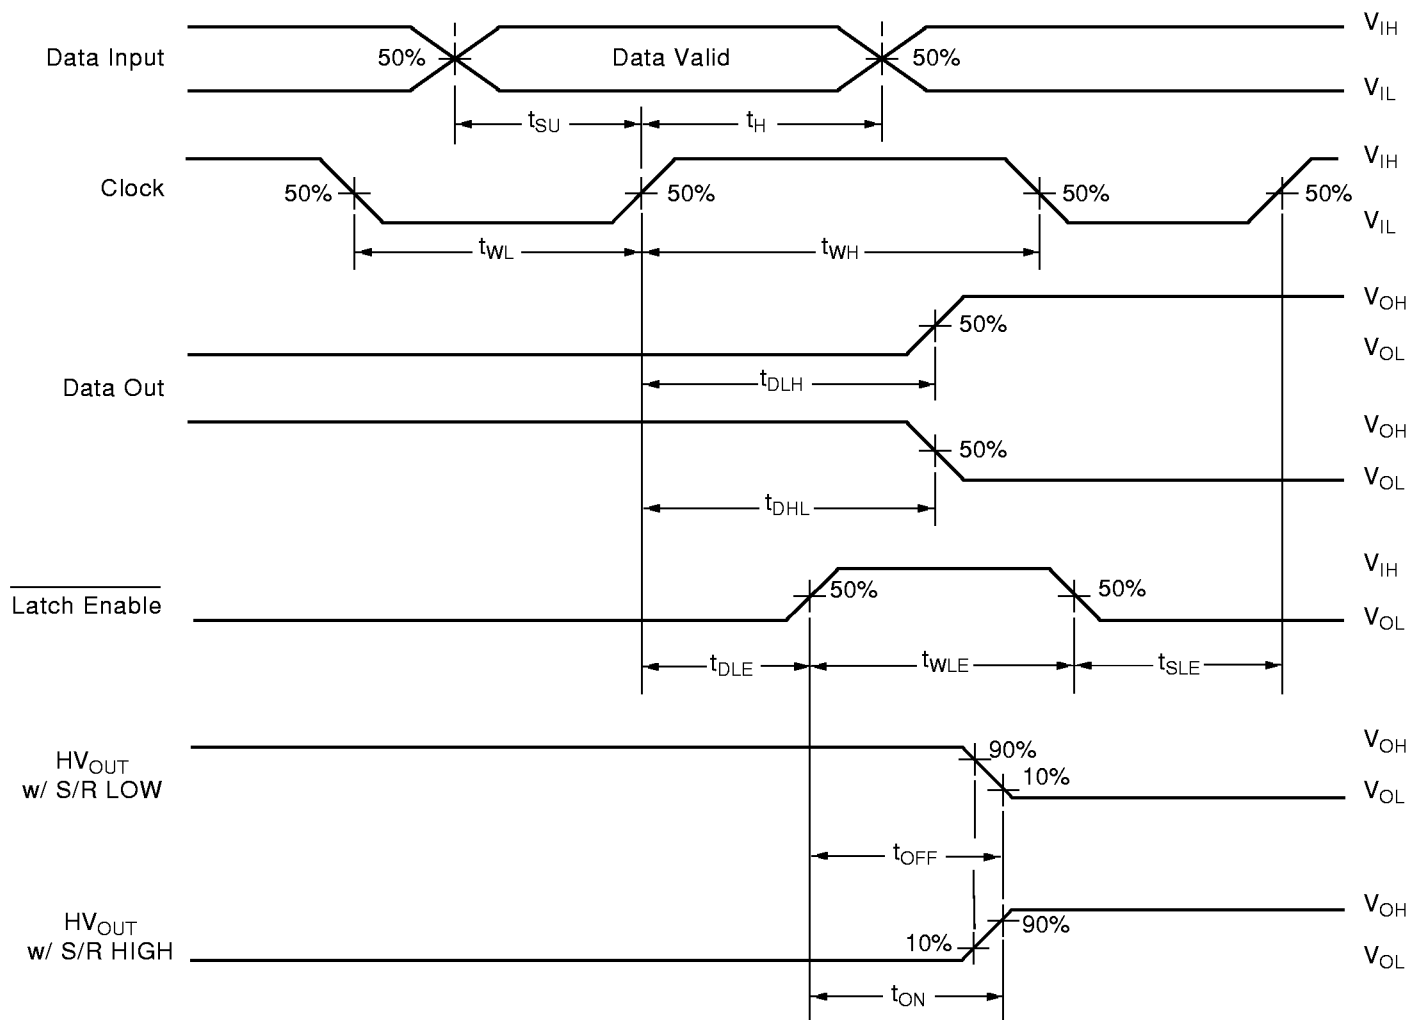 V_IH
Data Input 50% Data Valid 50%
V_IL
t_SU t_H
V_IH
Clock 50% 50% 50% 50%
V_IL
t_WL t_WH
V_OH
50%
V_OL
t_DLH
Data Out
V_OH
50%
V_OL
t_DHL
V_IH
Latch Enable 50% 50%
V_OL
t_DLE t_WLE t_SLE
V_OH
HV_OUT 90%
w/ S/R LOW 10%
V_OL
t_OFF
V_OH
HV_OUT 90%
w/ S/R HIGH 10%
V_OL
t_ON